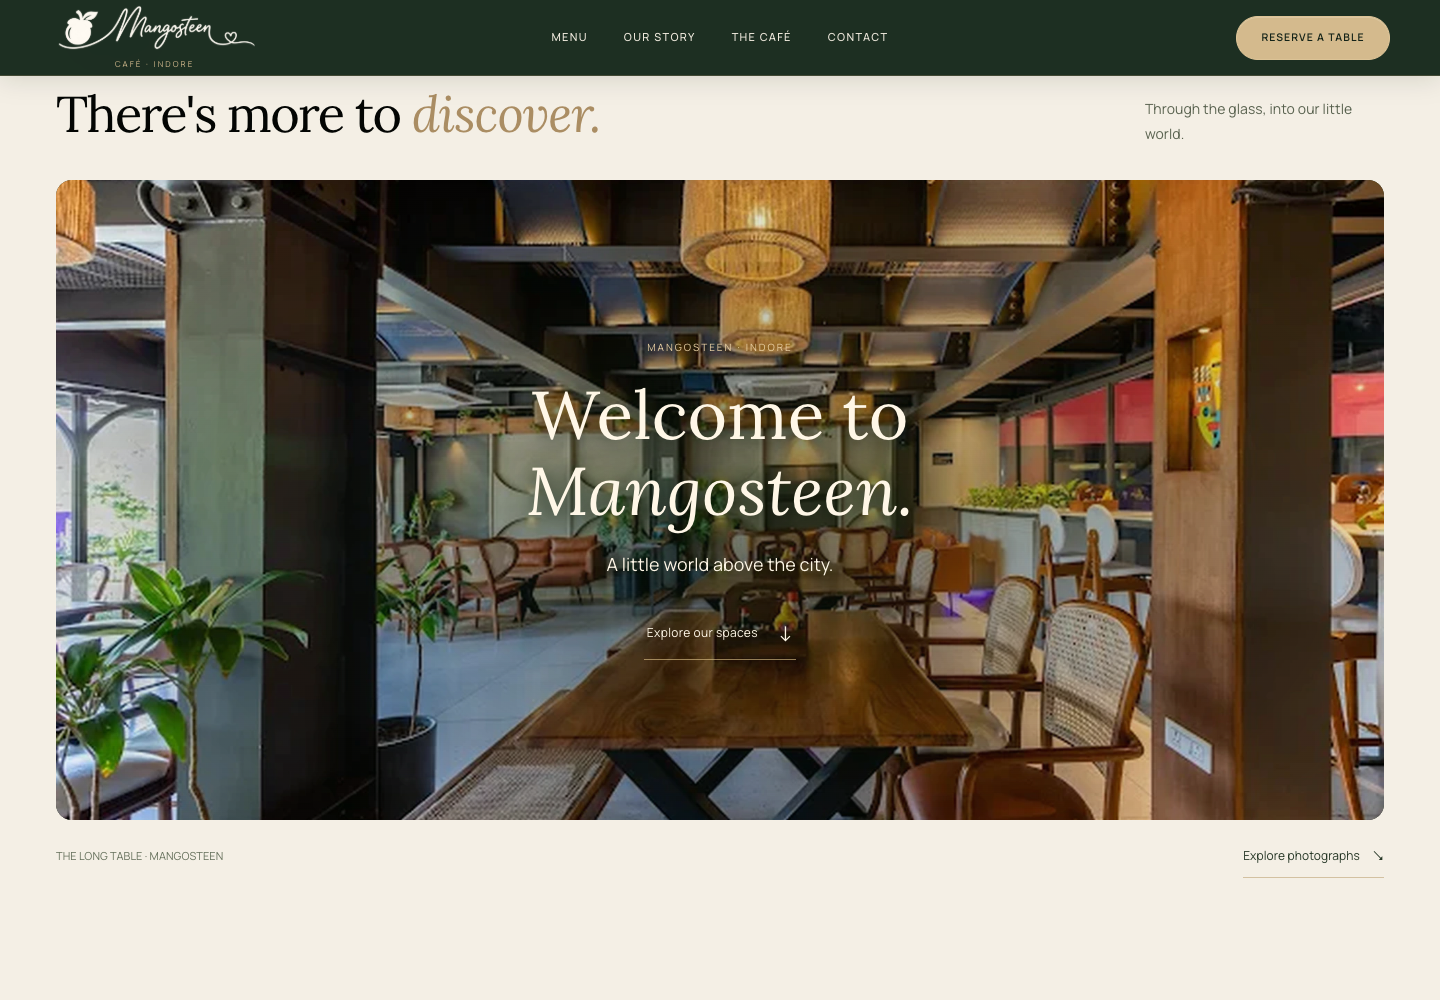 Mangosteen
CAFÉ · INDORE
MENU
OUR STORY
THE CAFÉ
CONTACT
RESERVE A TABLE
There's more to discover.
Through the glass, into our little
world.
MANGOSTEEN · INDORE
Welcome to
Mangosteen.
A little world above the city.
Explore our spaces ↓
THE LONG TABLE · MANGOSTEEN
Explore photographs ↘